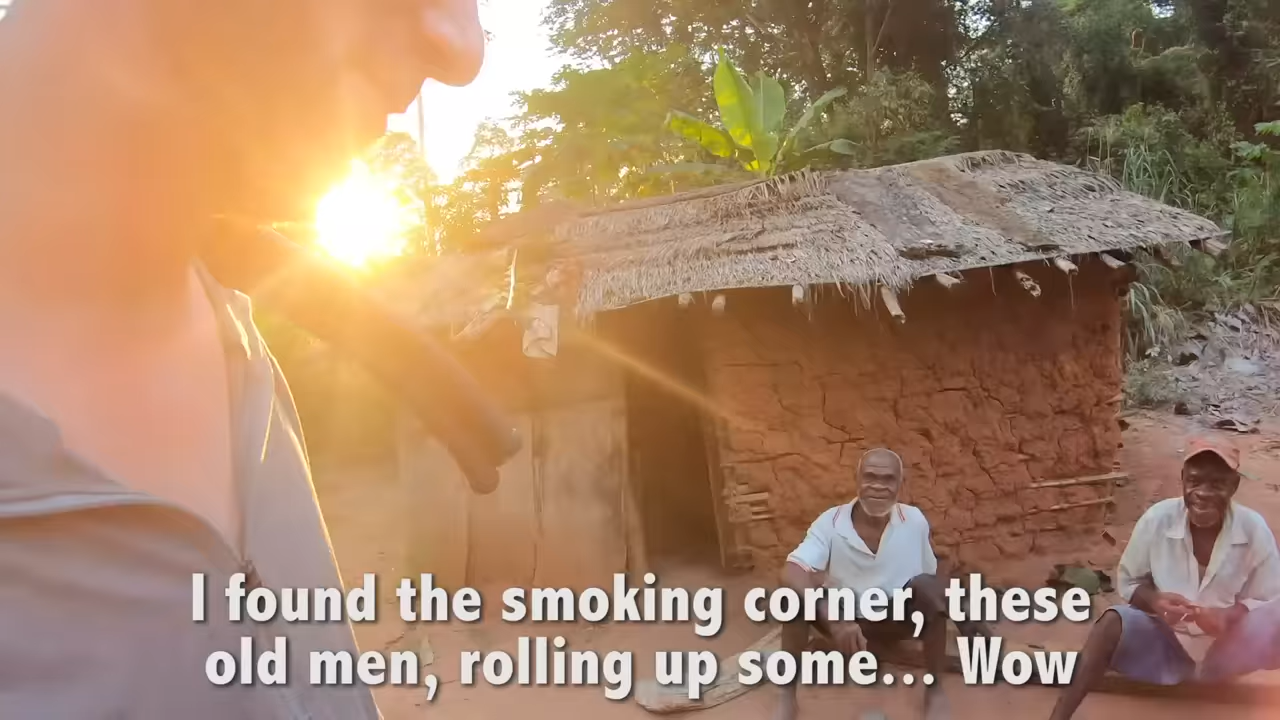 I found the smoking corner, these
old men, rolling up some... Wow